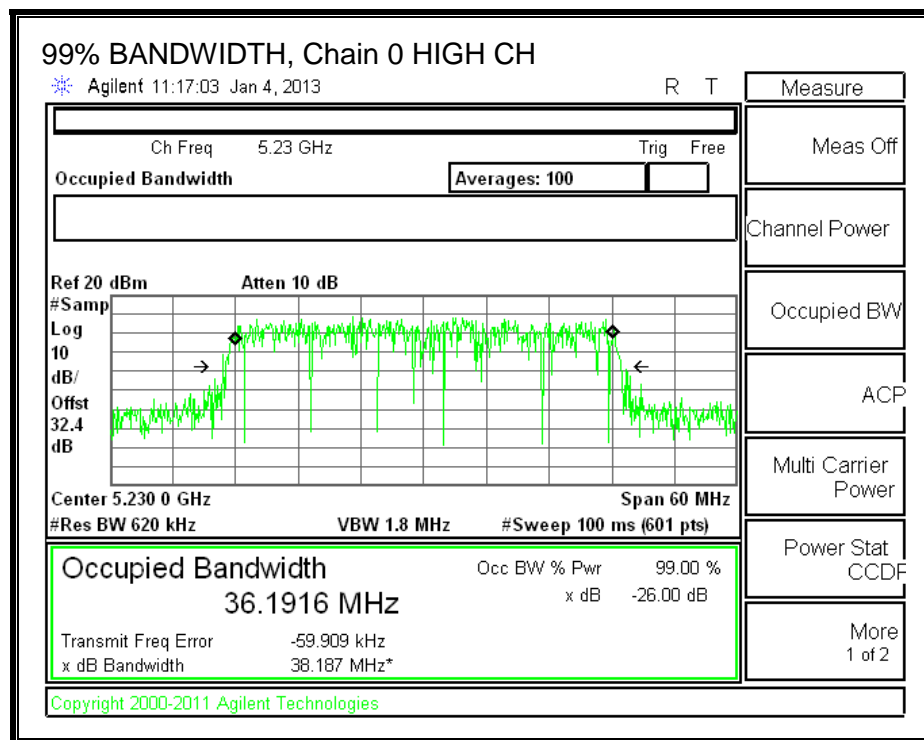 99% BANDWIDTH, Chain 0 HIGH CH
Agilent 11:17:03 Jan 4, 2013 R T
Measure
Ch Freq 5.23 GHz Trig Free
Meas Off
Occupied Bandwidth Averages: 100
Channel Power
Ref 20 dBm Atten 10 dB
Occupied BW
#Samp
Log
10
dB/
Offst
32.4
dB
ACP
Multi Carrier
Power
Center 5.230 0 GHz Span 60 MHz
#Res BW 620 kHz VBW 1.8 MHz #Sweep 100 ms (601 pts)
Power Stat
CCDF
Occupied Bandwidth Occ BW % Pwr 99.00 %
36.1916 MHz x dB -26.00 dB
Transmit Freq Error -59.909 kHz
x dB Bandwidth 38.187 MHz*
More
1 of 2
Copyright 2000-2011 Agilent Technologies